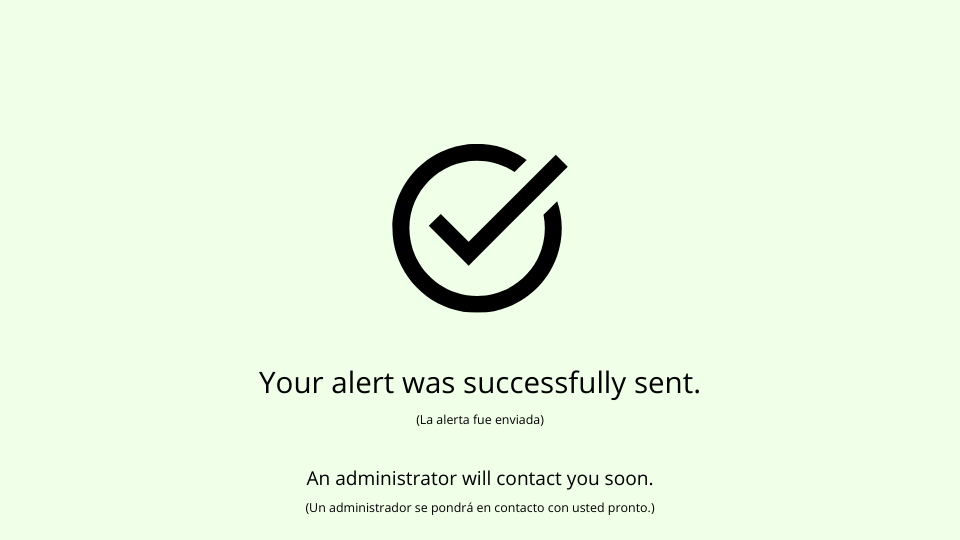 Your alert was successfully sent.
(La alerta fue enviada)
An administrator will contact you soon.
(Un administrador se pondrá en contacto con usted pronto.)